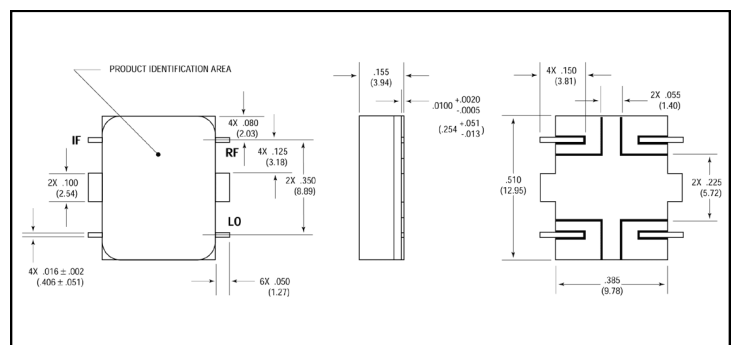 PRODUCT IDENTIFICATION AREA
IF
RF
LO
4X .080
(2.03)
4X .125
(3.18)
2X .350
(8.89)
2X .100
(2.54)
4X .016 ± .002
(.406 ± .051)
6X .050
(1.27)
.155
(3.94)
.0100 +.0020
-.0005
(.254 +.051
-.013)
4X .150
(3.81)
2X .055
(1.40)
.510
(12.95)
2X .225
(5.72)
.385
(9.78)